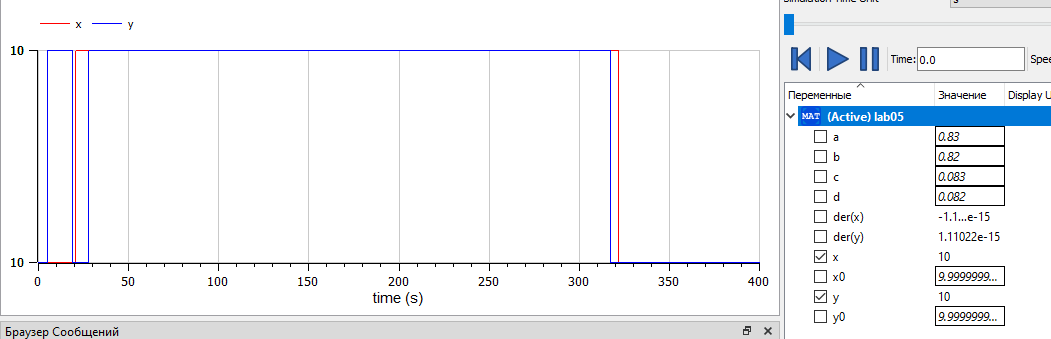 Simulation Time Unit s
x y
10
10
0 50 100 150 200 250 300 350 400
time (s)
Браузер Сообщений
Time: 0.0 Spee
Переменные Значение Display U
MAT (Active) lab05
a 0.83
b 0.82
c 0.083
d 0.082
der(x) -1.1...e-15
der(y) 1.11022e-15
x 10
x0 9.9999999...
y 10
y0 9.9999999...